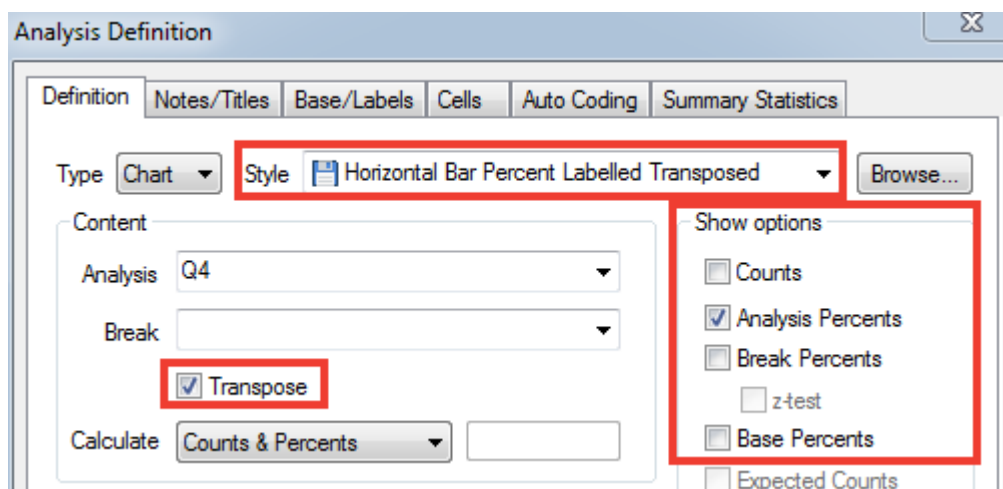 Analysis Definition
Definition Notes/Titles Base/Labels Cells Auto Coding Summary Statistics
Type Chart Style Horizontal Bar Percent Labelled Transposed Browse...
Content
Analysis Q4
Break
Transpose
Calculate Counts & Percents
Show options
Counts
Analysis Percents
Break Percents
z-test
Base Percents
Expected Counts